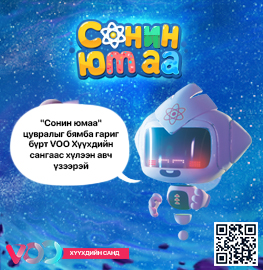 СОНИН
ЮМАА
"Сонин юмаа"
цувралыг бямба гариг
бүрт VOO Хүүхдийн
сангаас хүлээн авч
үзээрэй
VOO
ХҮҮХДИЙН САНД